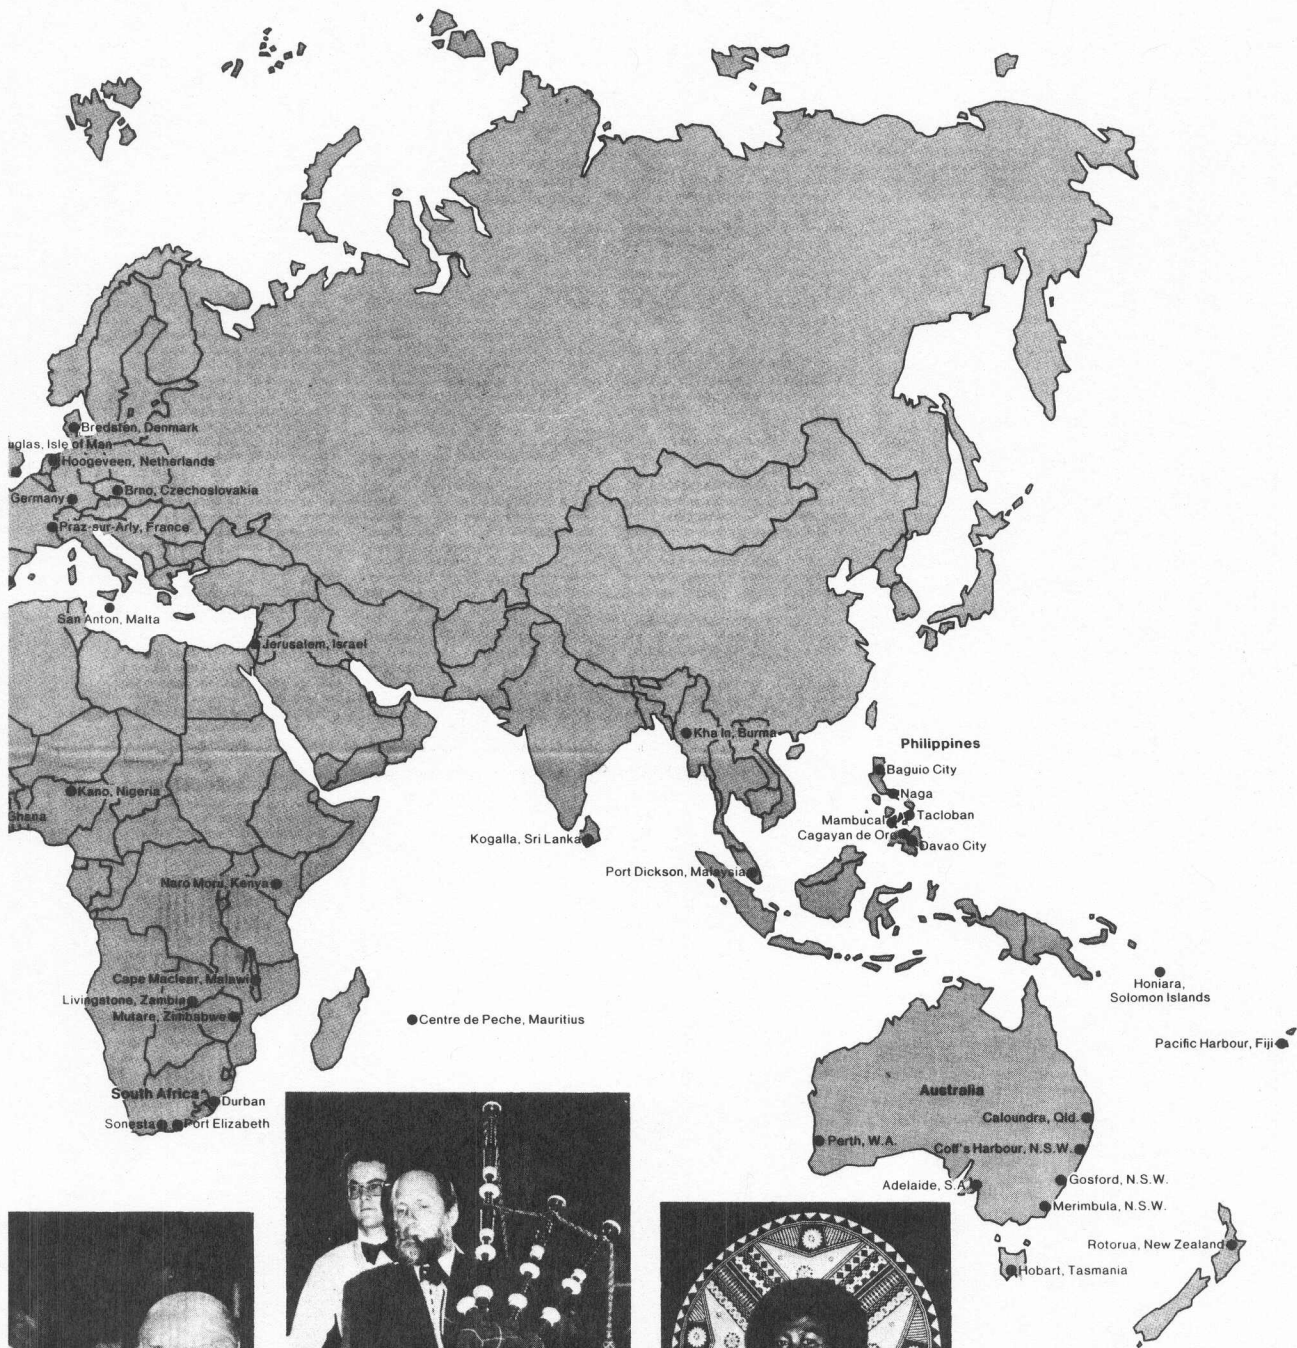 Bredsten, Denmark
uglas, Isle of Man
Hoogeveen, Netherlands
Brno, Czechoslovakia
Germany
Praz-sur-Arly, France
San Anton, Malta
Jerusalem, Israel
Kha In, Burma
Philippines
Baguio City
Kano, Nigeria
Naga
Ghana
Tacloban
Mambucal
Cagayan de Oro
Kogalla, Sri Lanka
Davao City
Port Dickson, Malaysia
Naro Moru, Kenya
Cape Maclear, Malawi
Honiara,
Solomon Islands
Livingstone, Zambia
Mutare, Zimbabwe
Centre de Peche, Mauritius
Pacific Harbour, Fiji
South Africa
Durban
Australia
Caloundra, Qld.
Sonesta
Port Elizabeth
Perth, W.A.
Coff's Harbour, N.S.W.
Adelaide, S.A.
Gosford, N.S.W.
Merimbula, N.S.W.
Rotorua, New Zealand
Hobart, Tasmania